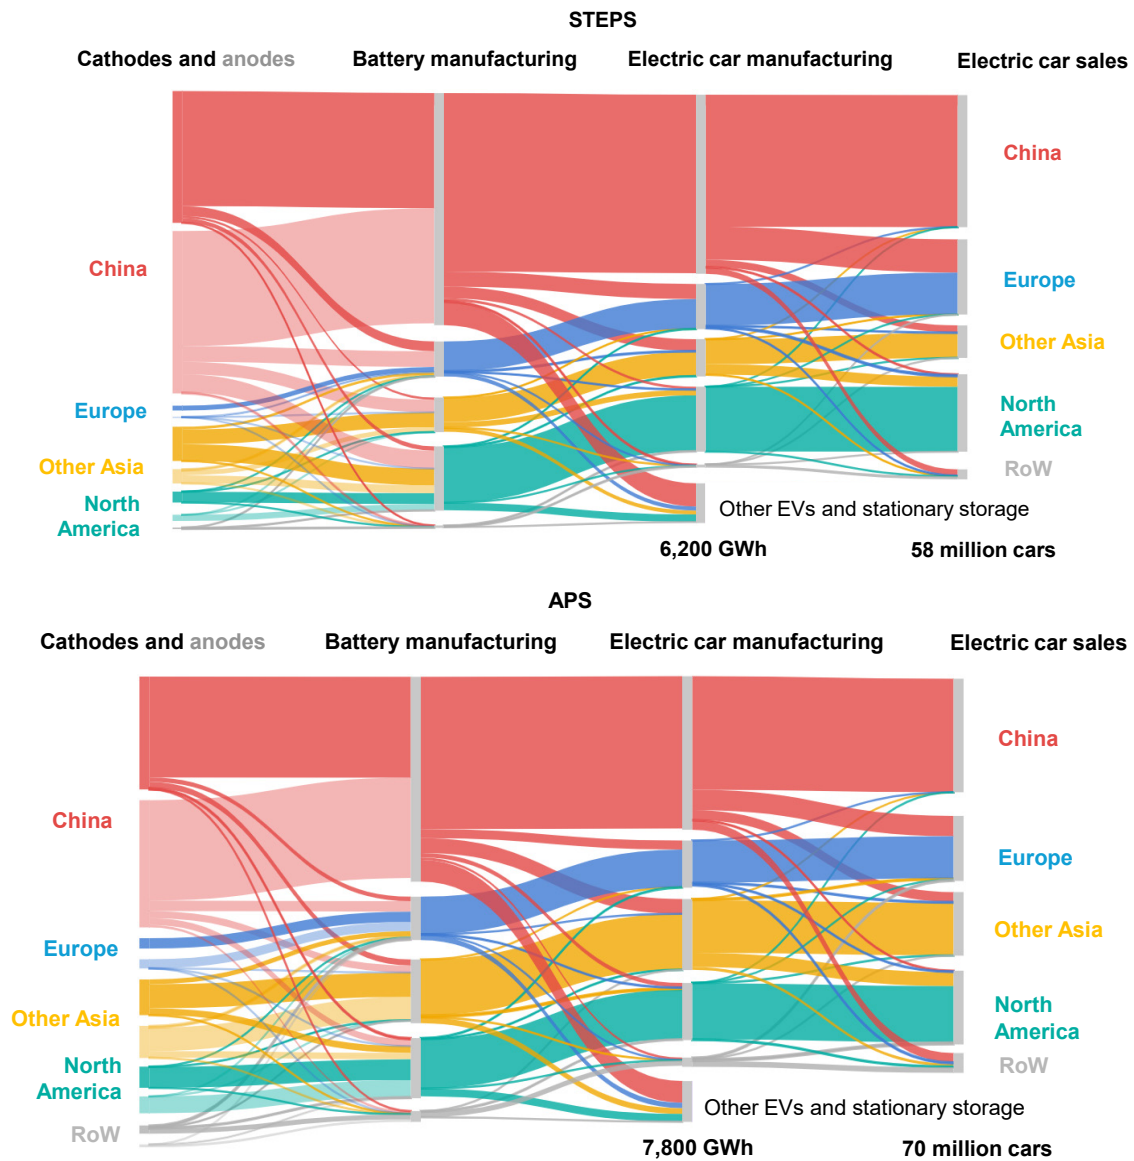 STEPS
Cathodes and anodes
Battery manufacturing
Electric car manufacturing
Electric car sales
China
Europe
Other Asia
North
America
China
Europe
Other Asia
North
America
RoW
Other EVs and stationary storage
6,200 GWh
58 million cars
APS
Cathodes and anodes
Battery manufacturing
Electric car manufacturing
Electric car sales
China
Europe
Other Asia
North
America
RoW
China
Europe
Other Asia
North
America
RoW
Other EVs and stationary storage
7,800 GWh
70 million cars